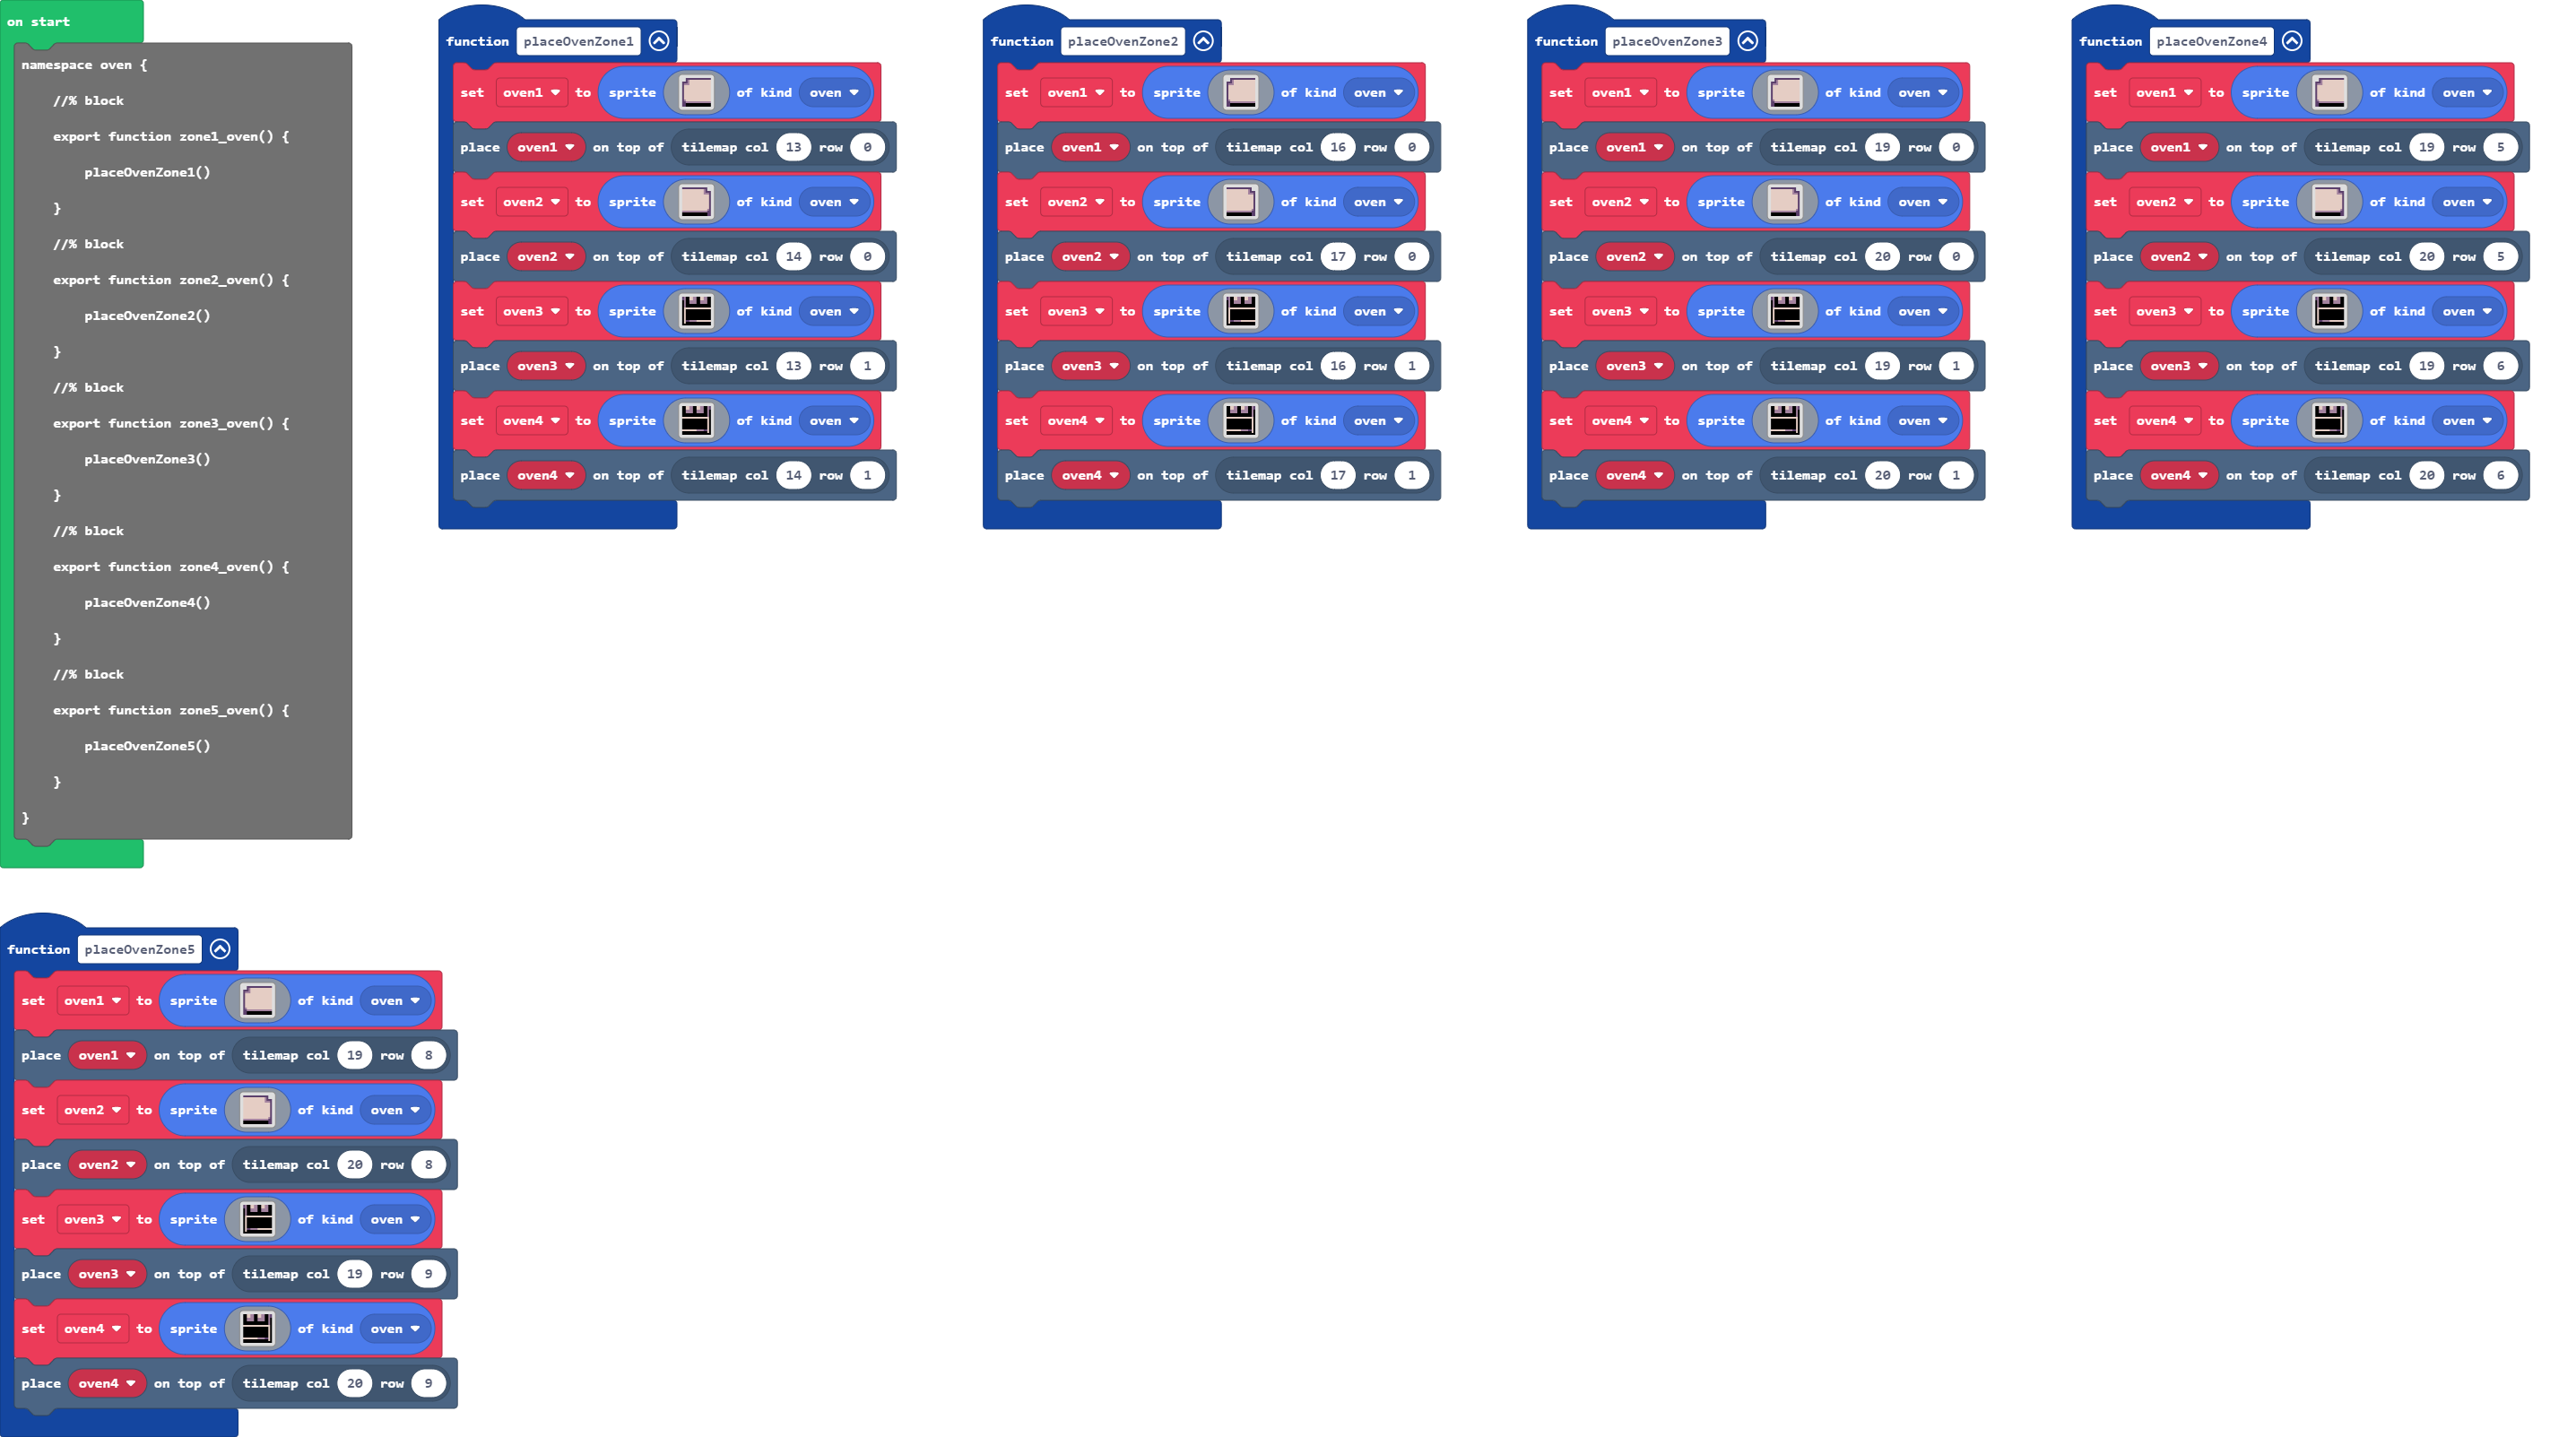 on start
namespace oven {
//% block
export function zone1_oven() {
placeOvenZone1()
}
//% block
export function zone2_oven() {
placeOvenZone2()
}
//% block
export function zone3_oven() {
placeOvenZone3()
}
//% block
export function zone4_oven() {
placeOvenZone4()
}
//% block
export function zone5_oven() {
placeOvenZone5()
}
}
function placeOvenZone1
set oven1 to sprite of kind oven
place oven1 on top of tilemap col 13 row 0
set oven2 to sprite of kind oven
place oven2 on top of tilemap col 14 row 0
set oven3 to sprite of kind oven
place oven3 on top of tilemap col 13 row 1
set oven4 to sprite of kind oven
place oven4 on top of tilemap col 14 row 1
function placeOvenZone2
set oven1 to sprite of kind oven
place oven1 on top of tilemap col 16 row 0
set oven2 to sprite of kind oven
place oven2 on top of tilemap col 17 row 0
set oven3 to sprite of kind oven
place oven3 on top of tilemap col 16 row 1
set oven4 to sprite of kind oven
place oven4 on top of tilemap col 17 row 1
function placeOvenZone3
set oven1 to sprite of kind oven
place oven1 on top of tilemap col 19 row 0
set oven2 to sprite of kind oven
place oven2 on top of tilemap col 20 row 0
set oven3 to sprite of kind oven
place oven3 on top of tilemap col 19 row 1
set oven4 to sprite of kind oven
place oven4 on top of tilemap col 20 row 1
function placeOvenZone4
set oven1 to sprite of kind oven
place oven1 on top of tilemap col 19 row 5
set oven2 to sprite of kind oven
place oven2 on top of tilemap col 20 row 5
set oven3 to sprite of kind oven
place oven3 on top of tilemap col 19 row 6
set oven4 to sprite of kind oven
place oven4 on top of tilemap col 20 row 6
function placeOvenZone5
set oven1 to sprite of kind oven
place oven1 on top of tilemap col 19 row 8
set oven2 to sprite of kind oven
place oven2 on top of tilemap col 20 row 8
set oven3 to sprite of kind oven
place oven3 on top of tilemap col 19 row 9
set oven4 to sprite of kind oven
place oven4 on top of tilemap col 20 row 9